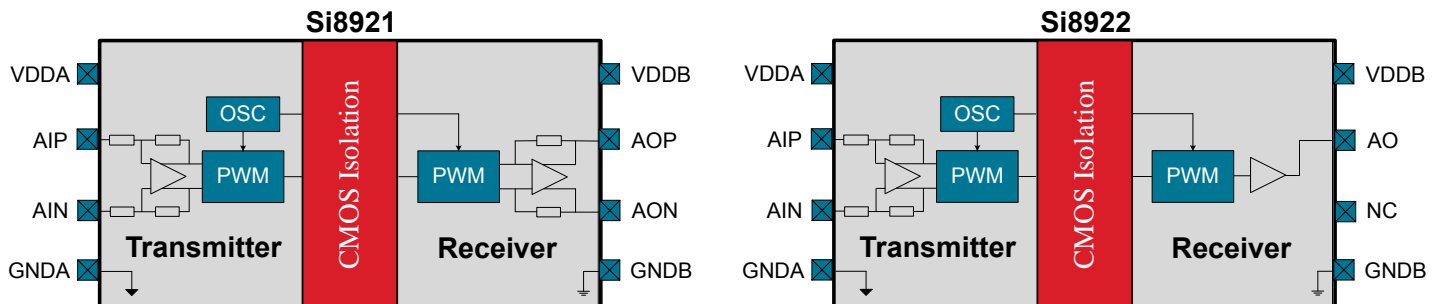 Si8921
VDDA
VDDB
OSC
AIP
AOP
PWM
CMOS Isolation
PWM
AIN
AON
Transmitter
Receiver
GNDA
GNDB
Si8922
VDDA
VDDB
OSC
AIP
AO
PWM
CMOS Isolation
PWM
AIN
NC
Transmitter
Receiver
GNDA
GNDB